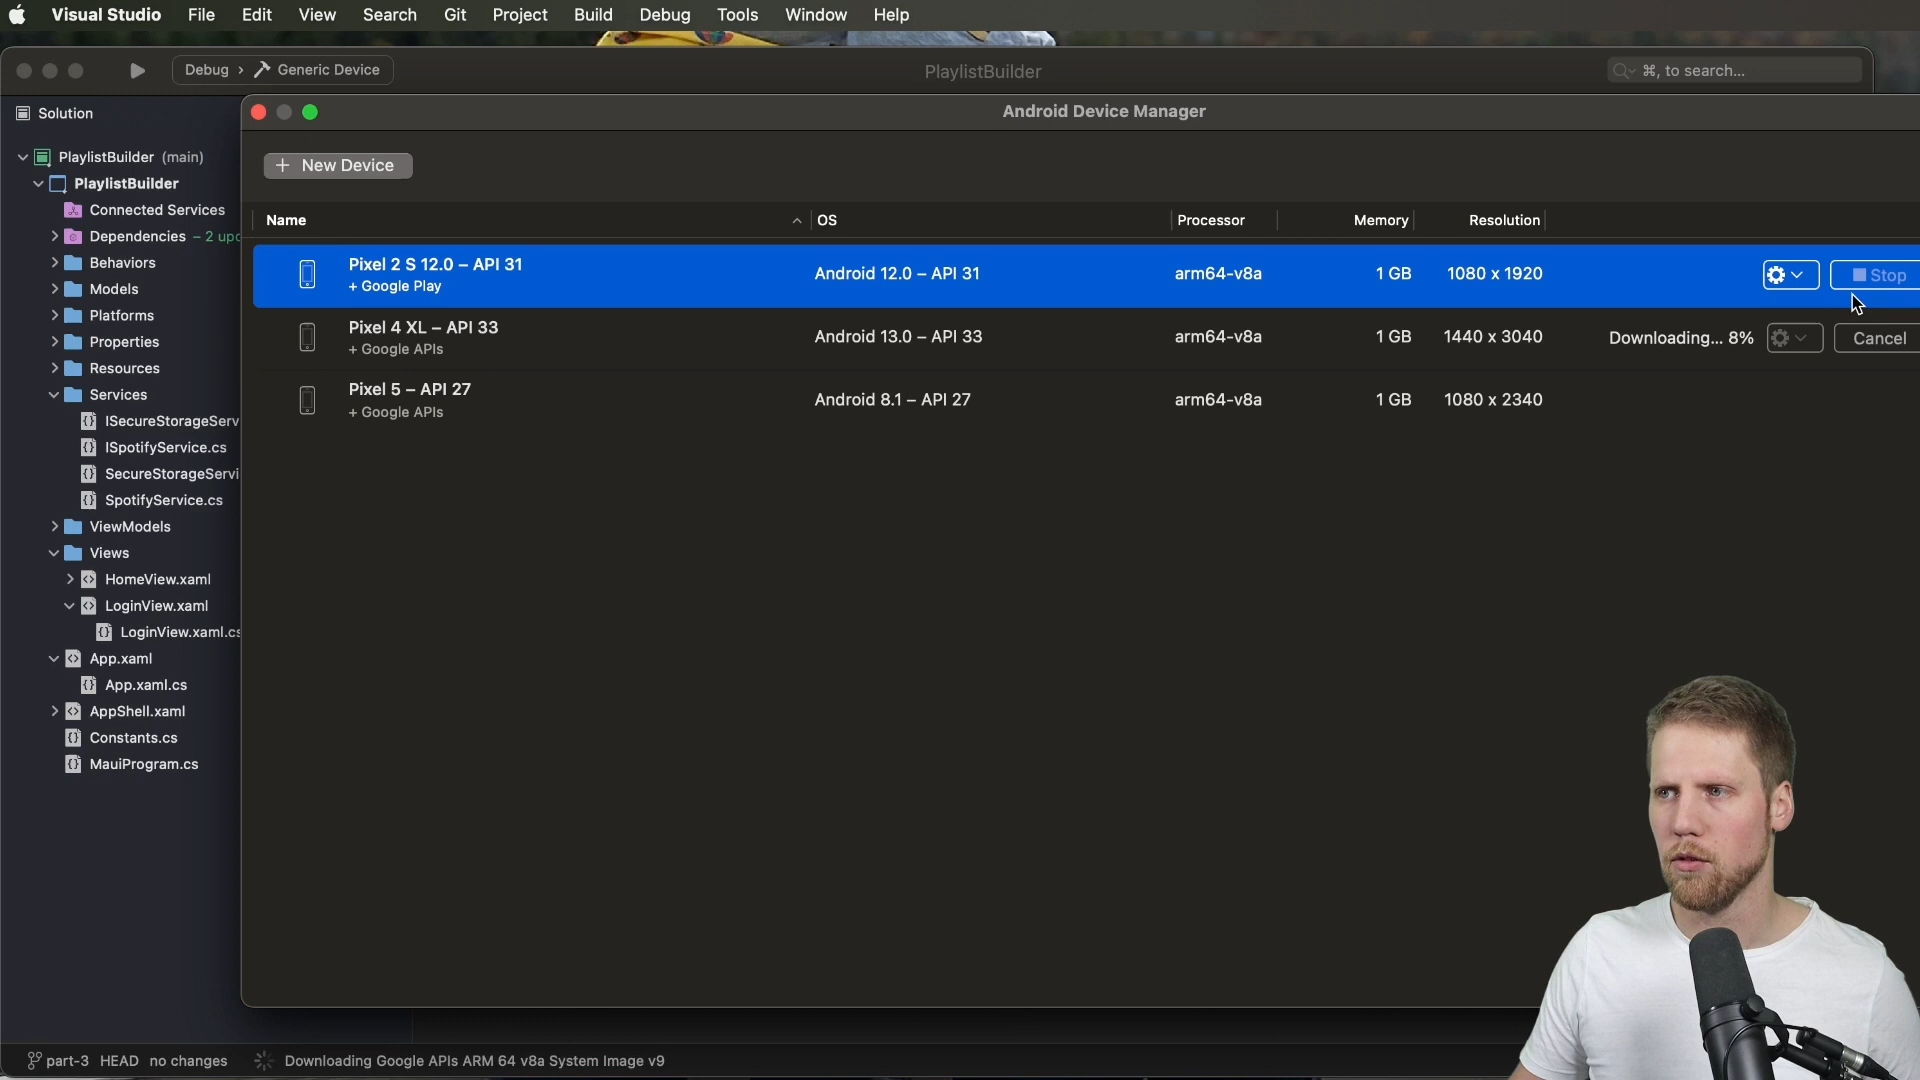 Visual Studio File Edit View Search Git Project Build Debug Tools Window Help
Debug › Generic Device
PlaylistBuilder
⌘, to search...
Solution
Android Device Manager
+ New Device
PlaylistBuilder (main)
PlaylistBuilder
Connected Services
Dependencies – 2 upd
Behaviors
Models
Platforms
Properties
Resources
Services
ISecureStorageServ
ISpotifyService.cs
SecureStorageServi
SpotifyService.cs
ViewModels
Views
HomeView.xaml
LoginView.xaml
LoginView.xaml.cs
App.xaml
App.xaml.cs
AppShell.xaml
Constants.cs
MauiProgram.cs
Name OS Processor Memory Resolution
Pixel 2 S 12.0 – API 31
+ Google Play
Android 12.0 – API 31 arm64-v8a 1 GB 1080 x 1920 Stop
Pixel 4 XL – API 33
+ Google APIs
Android 13.0 – API 33 arm64-v8a 1 GB 1440 x 3040 Downloading... 8% Cancel
Pixel 5 – API 27
+ Google APIs
Android 8.1 – API 27 arm64-v8a 1 GB 1080 x 2340
part-3 HEAD no changes Downloading Google APIs ARM 64 v8a System Image v9